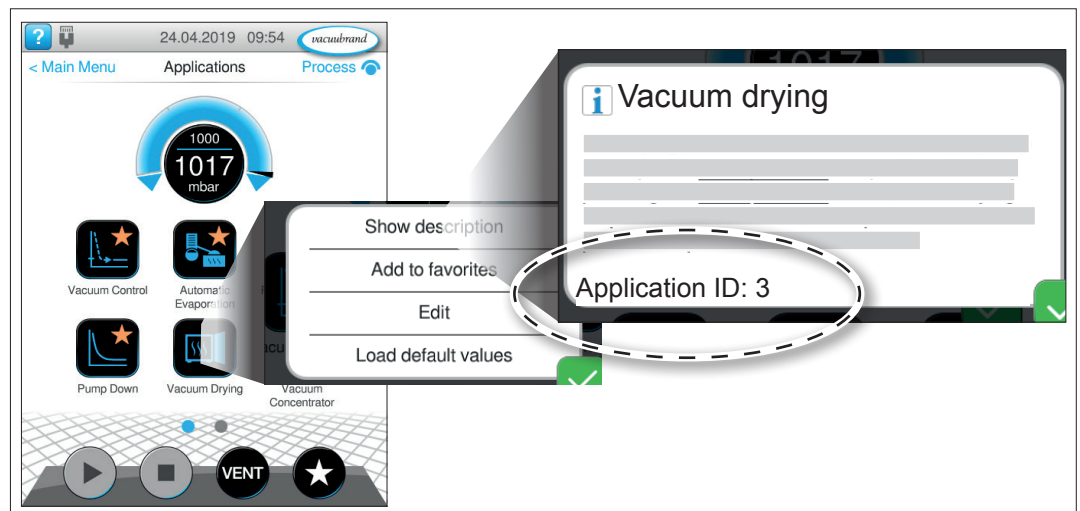 ?
24.04.2019 09:54
vacuubrand
< Main Menu
Applications
Process
1000
1017
mbar
Vacuum Control
Automatic
Evaporation
Pump Down
Vacuum Drying
Vacuum
Concentrator
VENT
Show description
Add to favorites
Edit
Load default values
1017
i Vacuum drying
Application ID: 3